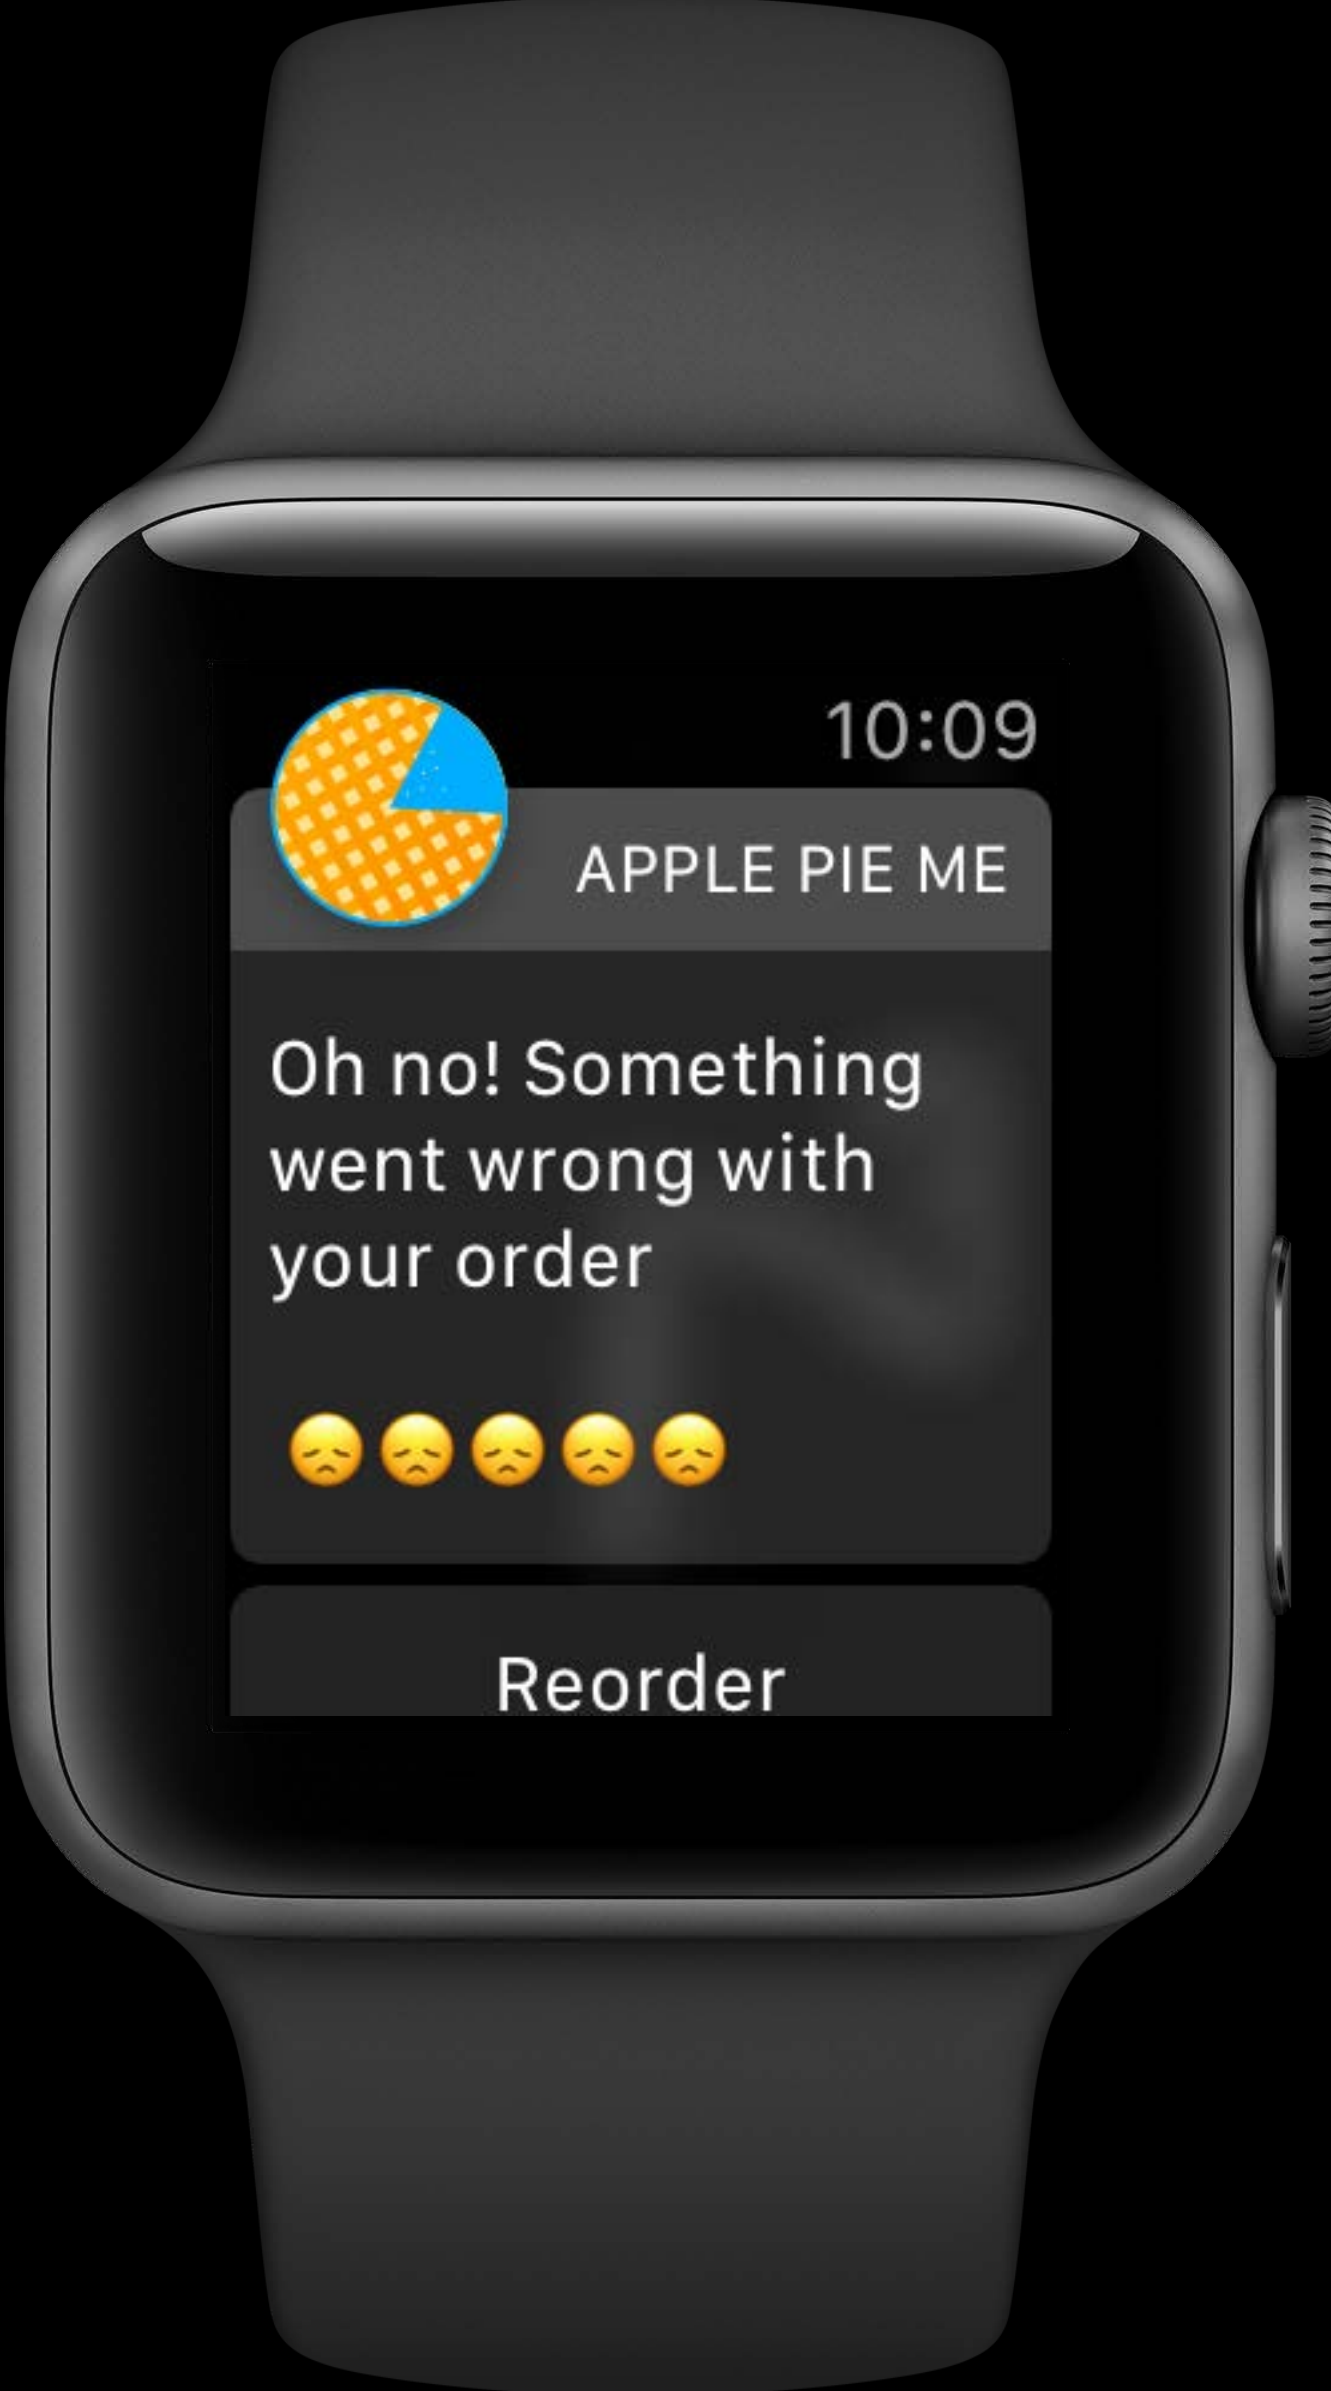 10:09
APPLE PIE ME
Oh no! Something
went wrong with
your order
😞😞😞😞😞
Reorder